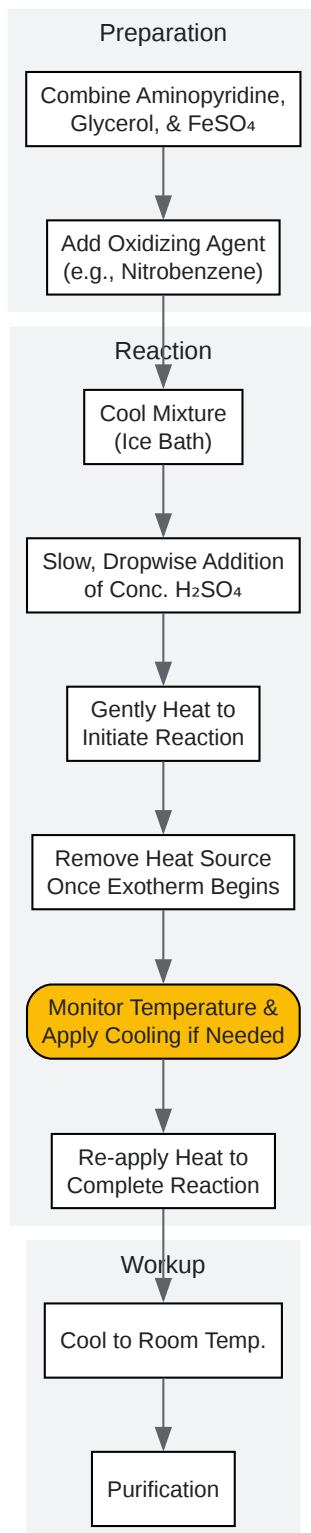 Preparation
Combine Aminopyridine,
Glycerol, & FeSO₄
Add Oxidizing Agent
(e.g., Nitrobenzene)
Reaction
Cool Mixture
(Ice Bath)
Slow, Dropwise Addition
of Conc. H₂SO₄
Gently Heat to
Initiate Reaction
Remove Heat Source
Once Exotherm Begins
Monitor Temperature &
Apply Cooling if Needed
Re-apply Heat to
Complete Reaction
Workup
Cool to Room Temp.
Purification